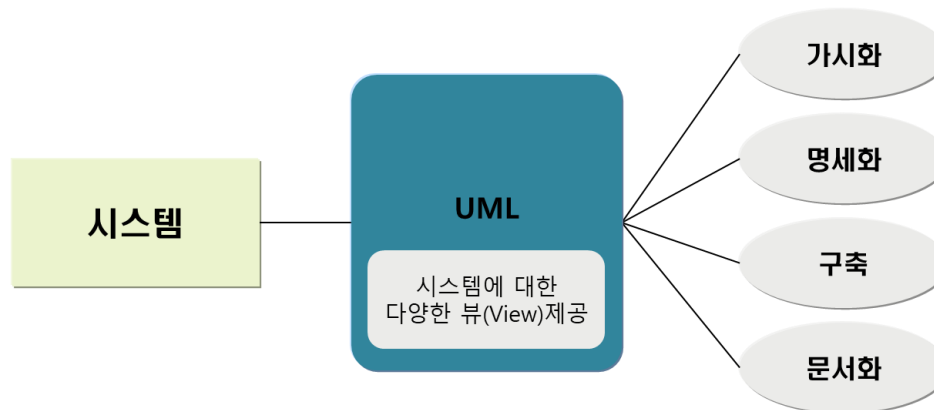 시스템
UML
시스템에 대한
다양한 뷰(View)제공
가시화
명세화
구축
문서화